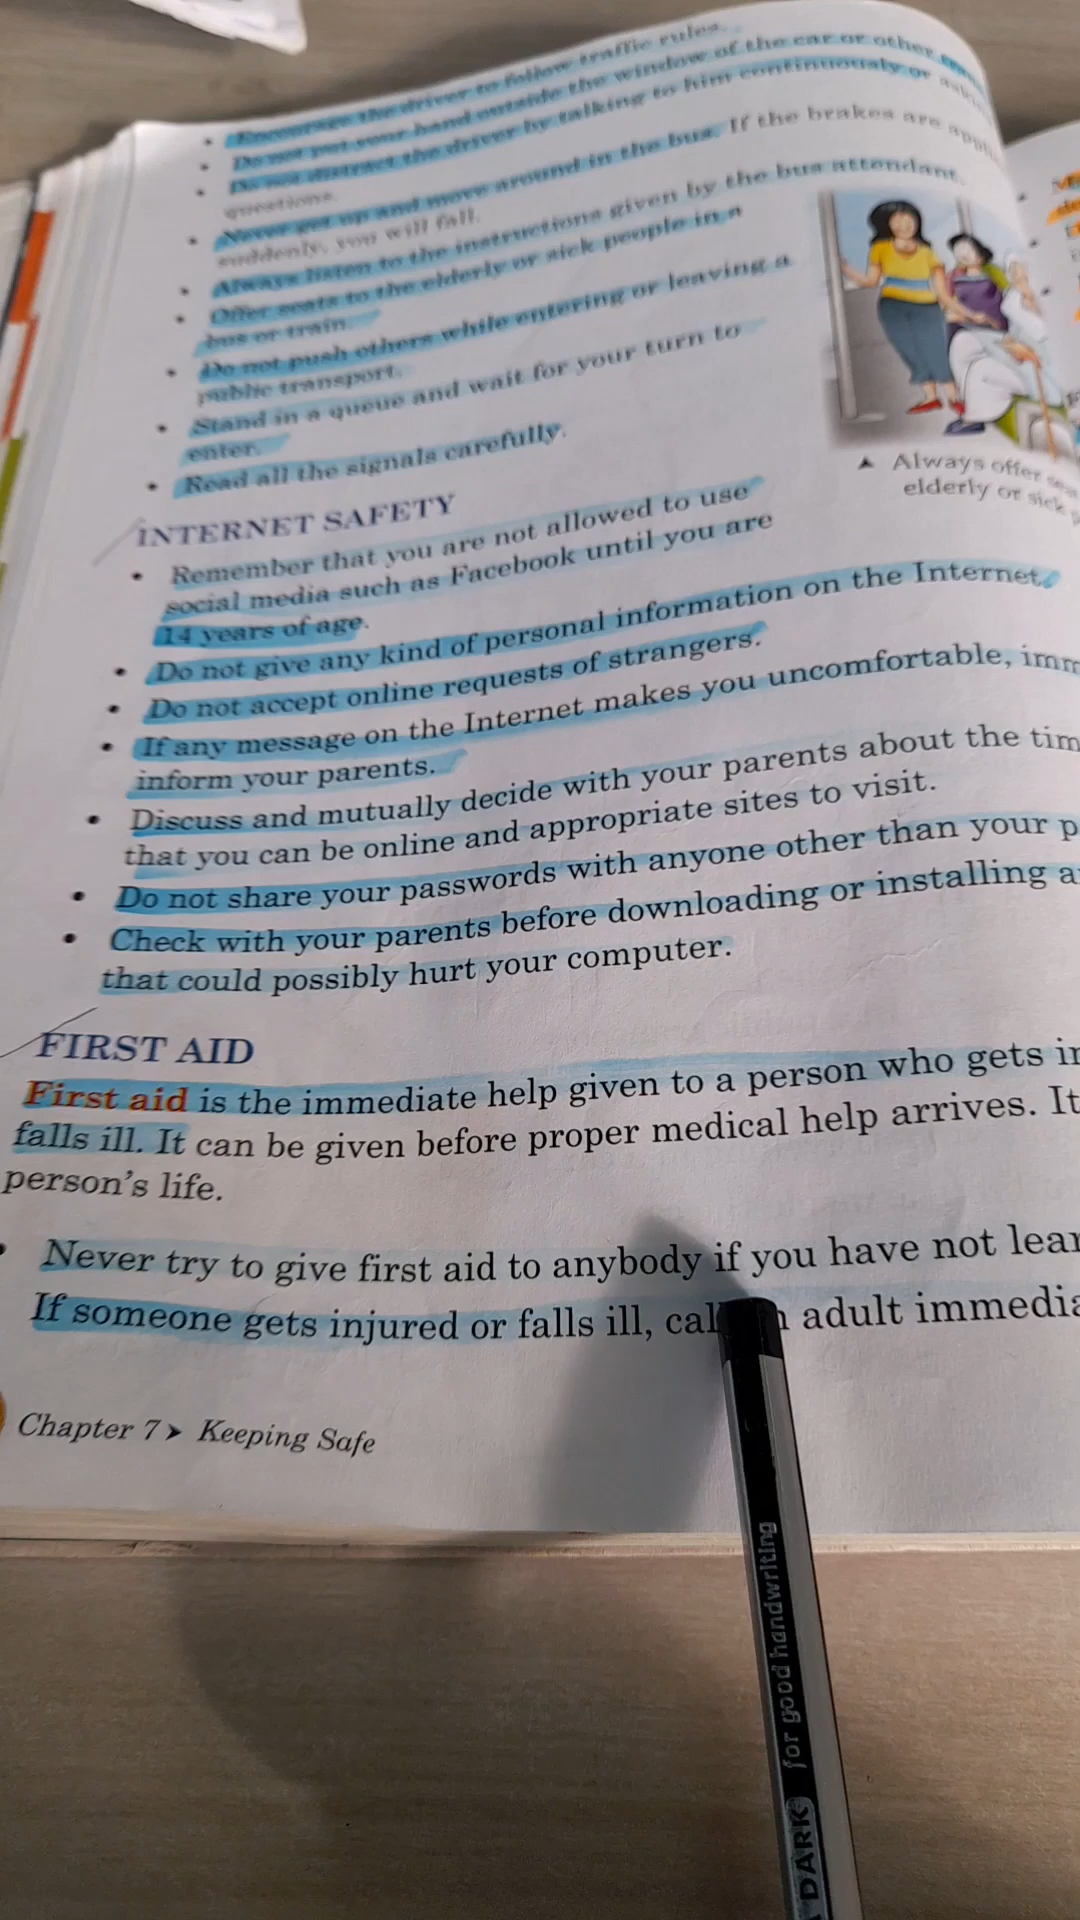 Encourage the driver to follow traffic rules.
Do not put your hand outside the window of the car or other
Do not distract the driver by talking to him continuously or
questions.
Never get up and move around in the bus. If the brakes are
suddenly, you will fall.
Always listen to the instructions given by the bus attendant.
Offer seats to the elderly or sick people in a
bus or train.
Do not push others while entering or leaving a
public transport.
Stand in a queue and wait for your turn to
enter.
Read all the signals carefully.
Always offer
elderly or sick
INTERNET SAFETY
Remember that you are not allowed to use
social media such as Facebook until you are
14 years of age.
Do not give any kind of personal information on the Internet.
Do not accept online requests of strangers.
If any message on the Internet makes you uncomfortable, imm
inform your parents.
Discuss and mutually decide with your parents about the tim
that you can be online and appropriate sites to visit.
Do not share your passwords with anyone other than your p
Check with your parents before downloading or installing a
that could possibly hurt your computer.
FIRST AID
First aid is the immediate help given to a person who gets in
falls ill. It can be given before proper medical help arrives. It
person's life.
Never try to give first aid to anybody if you have not lear
If someone gets injured or falls ill, cal n adult immedia
Chapter 7 ➤ Keeping Safe
DARK for good handwriting